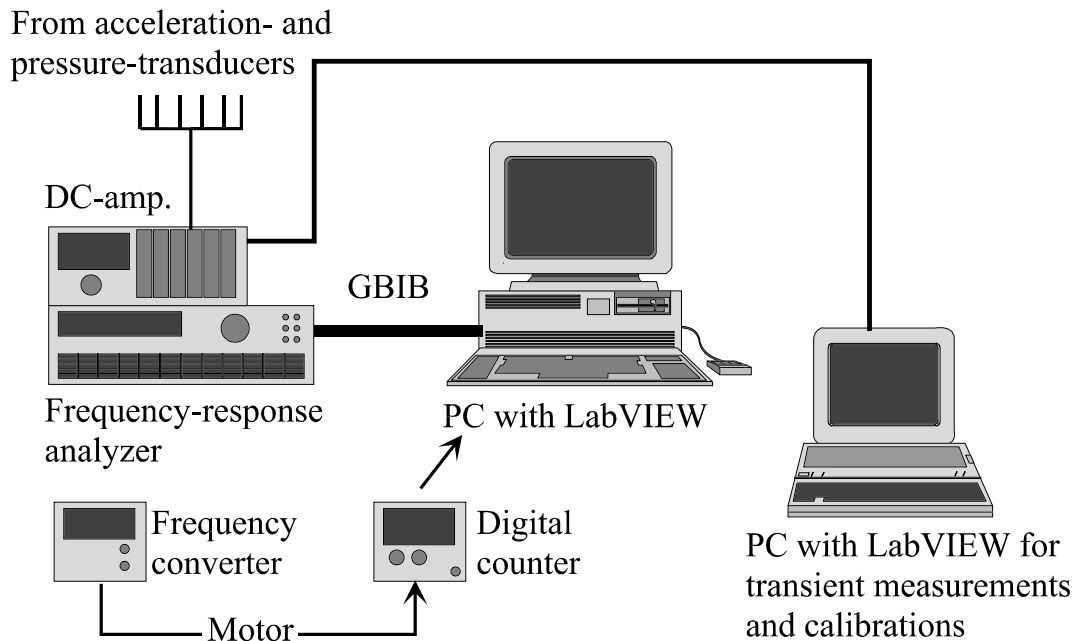 From acceleration- and
pressure-transducers
DC-amp.
GBIB
Frequency-response
analyzer
PC with LabVIEW
Frequency
converter
Digital
counter
Motor
PC with LabVIEW for
transient measurements
and calibrations